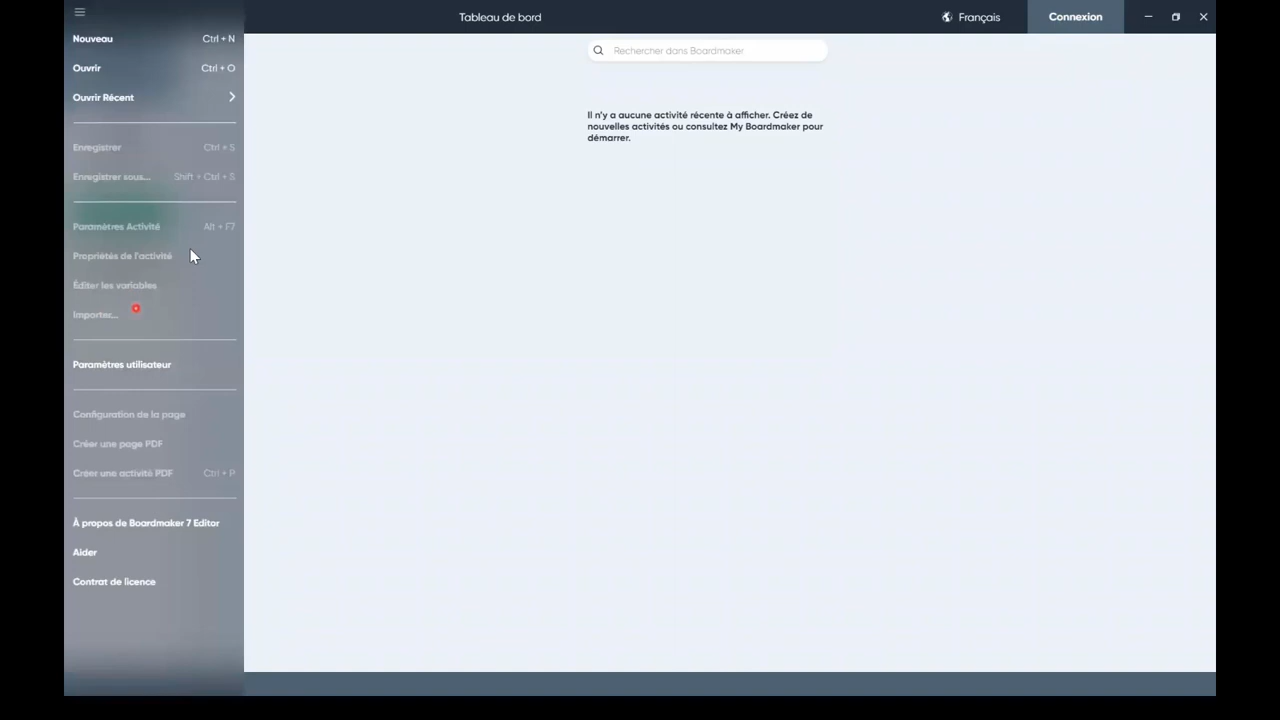 Tableau de bord
Français
Connexion
Nouveau Ctrl + N
Ouvrir Ctrl + O
Ouvrir Récent
Enregistrer Ctrl + S
Enregistrer sous... Shift + Ctrl + S
Paramètres Activité Alt + F7
Propriétés de l'activité
Éditer les variables
Importer...
Paramètres utilisateur
Configuration de la page
Créer une page PDF
Créer une activité PDF Ctrl + P
À propos de Boardmaker 7 Editor
Aider
Contrat de licence
Rechercher dans Boardmaker
Il n'y a aucune activité récente à afficher. Créez de
nouvelles activités ou consultez My Boardmaker pour
démarrer.